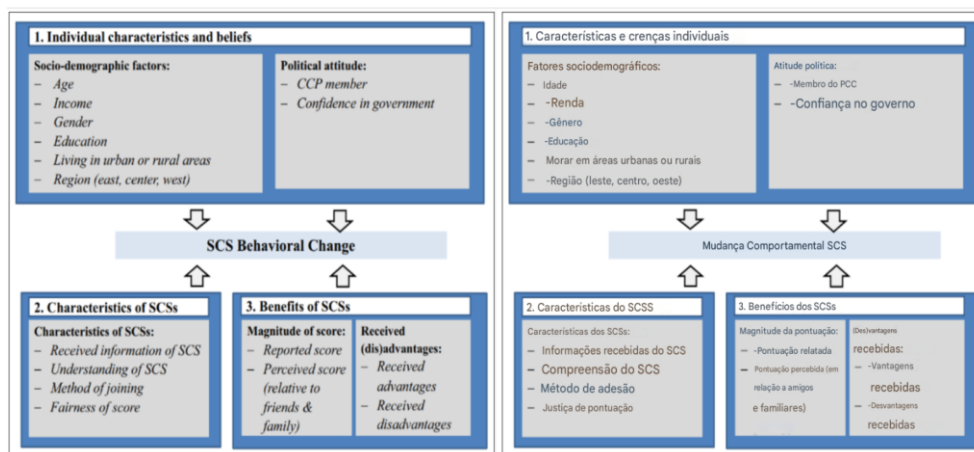 1. Individual characteristics and beliefs
Socio-demographic factors:
– Age
– Income
– Gender
– Education
– Living in urban or rural areas
– Region (east, center, west)
Political attitude:
– CCP member
– Confidence in government
SCS Behavioral Change
2. Characteristics of SCSs
Characteristics of SCSs:
– Received information of SCS
– Understanding of SCS
– Method of joining
– Fairness of score
3. Benefits of SCSs
Magnitude of score:
– Reported score
– Perceived score
(relative to
friends &
family)
Received
(dis)advantages:
– Received
advantages
– Received
disadvantages
1. Características e crenças individuais
Fatores sociodemográficos:
– Idade
– -Renda
– -Gênero
– -Educação
– Morar em áreas urbanas ou rurais
– -Região (leste, centro, oeste)
Atitude política:
– -Membro do PCC
– -Confiança no governo
Mudança Comportamental SCS
2. Características do SCSS
Características dos SCSs:
– Informações recebidas do SCS
– Compreensão do SCS
– Método de adesão
– Justiça de pontuação
3. Benefícios dos SCSs
Magnitude da pontuação:
– -Pontuação relatada
– Pontuação percebida (em
relação a amigos
e familiares)
(Des)vantagens
recebidas:
– -Vantagens
recebidas
– -Desvantagens
recebidas